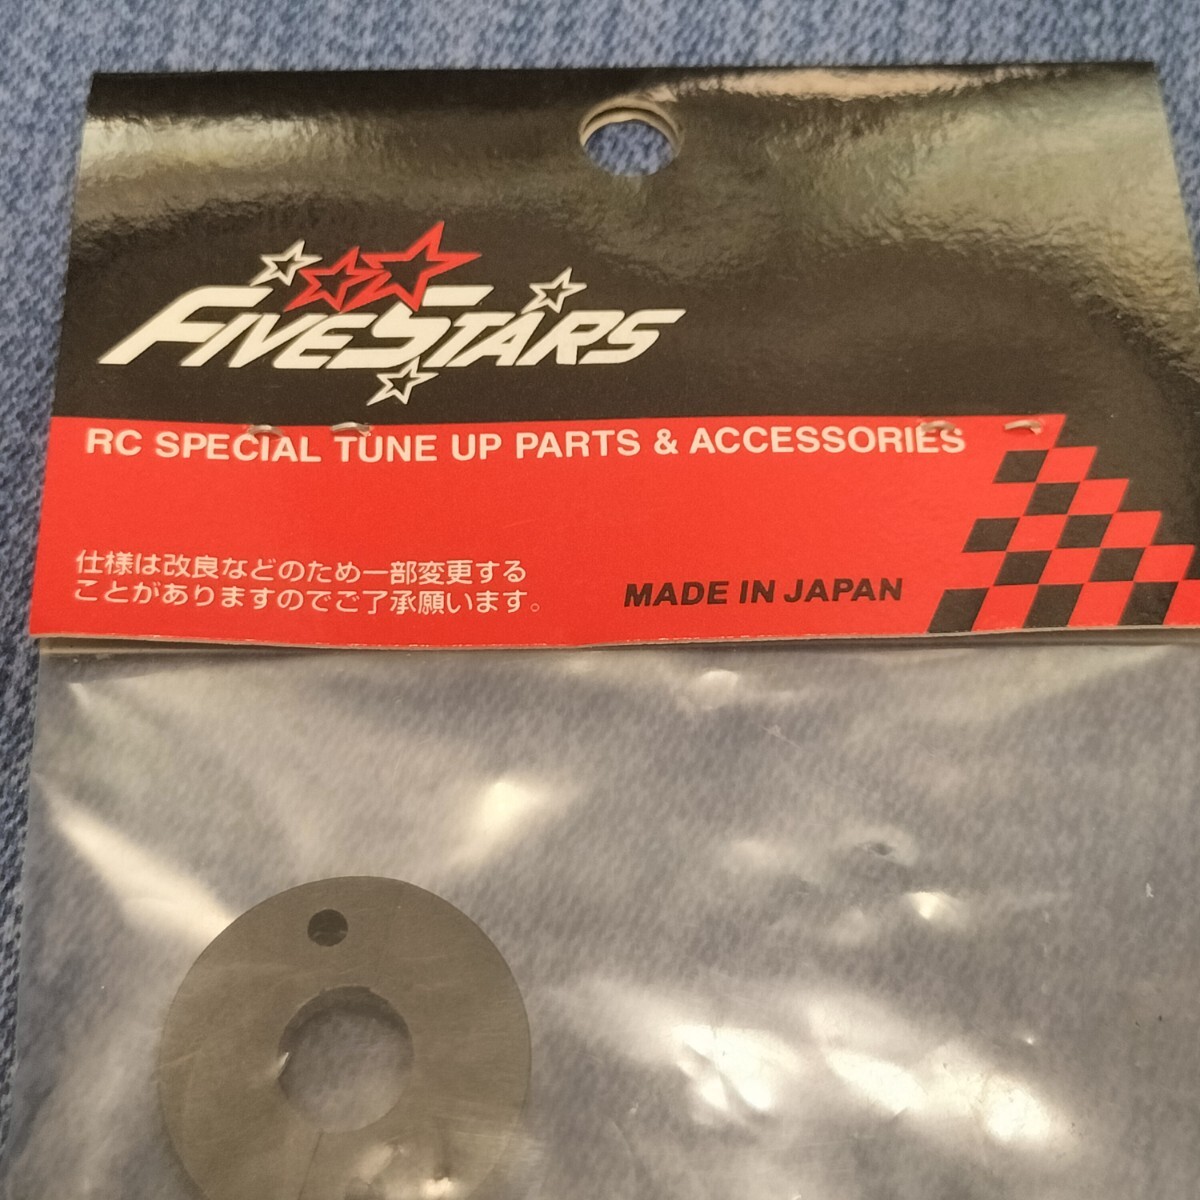 FIVESTARS
RC SPECIAL TUNE UP PARTS & ACCESSORIES
仕様は改良などのため一部変更する
ことがありますのでご了承願います。
MADE IN JAPAN